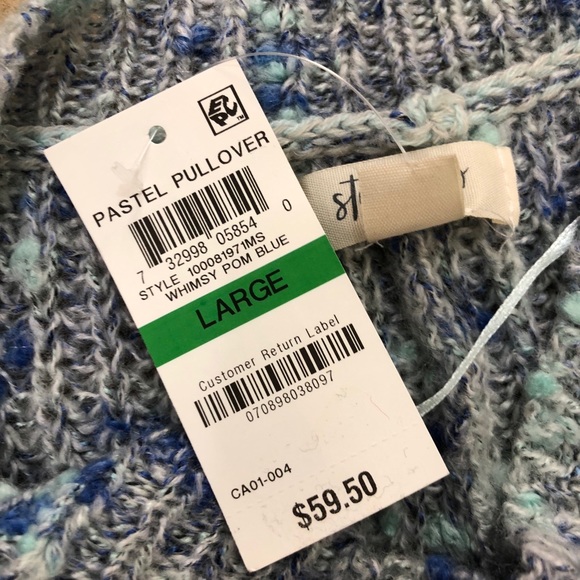 PASTEL PULLOVER
7 32998 05854 0
STYLE 100081971MS
WHIMSY POM BLUE
LARGE
Customer Return Label
070898038097
CA01-004
$59.50
st